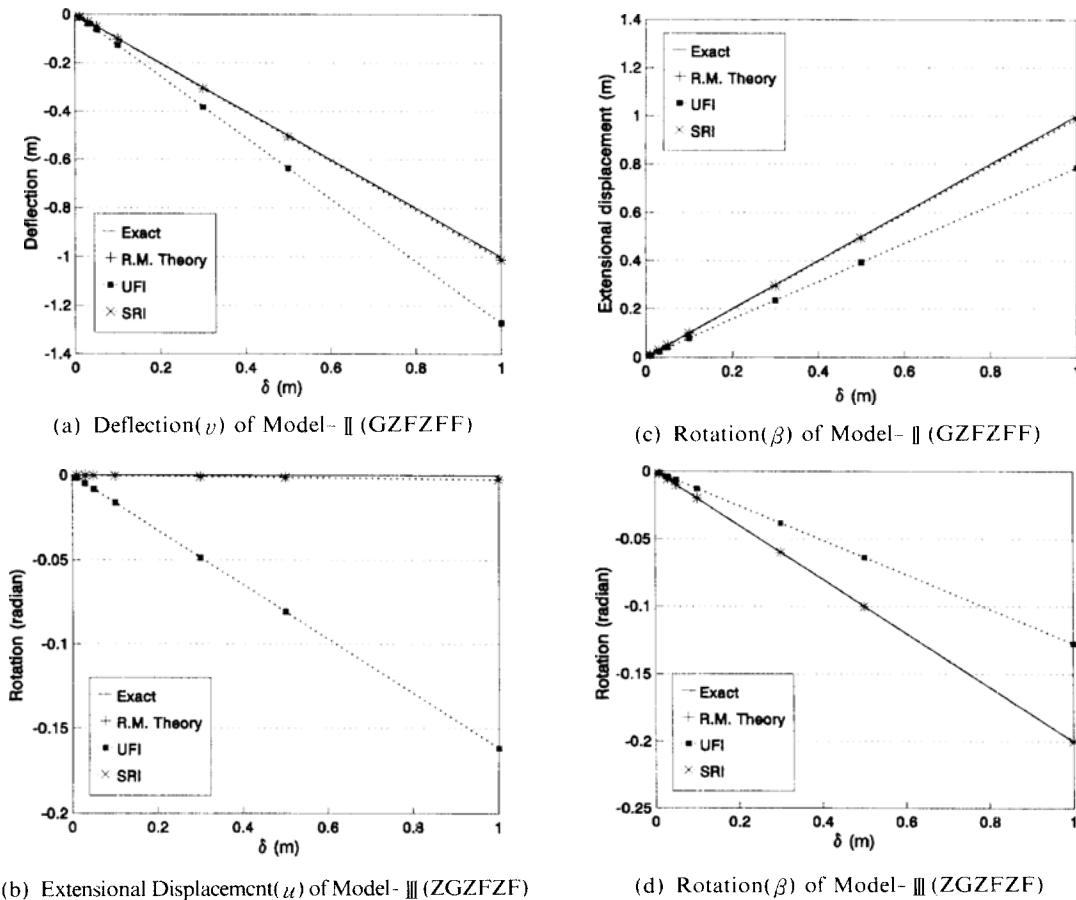 0
-0.2
-0.4
-0.6
-0.8
-1
-1.2
-1.4
Deflection (m)
Exact
R.M. Theory
UFI
SRI
0 0.2 0.4 0.6 0.8 1
δ (m)
(a) Deflection(v) of Model-Ⅱ (GZFZFF)
1.4
1.2
1
0.8
0.6
0.4
0.2
0
Extensional displacement (m)
Exact
R.M. Theory
UFI
SRI
0 0.2 0.4 0.6 0.8 1
δ (m)
(c) Rotation(β) of Model-Ⅱ (GZFZFF)
0
-0.05
-0.1
-0.15
-0.2
Rotation (radian)
Exact
R.M. Theory
UFI
SRI
0 0.2 0.4 0.6 0.8 1
δ (m)
(b) Extensional Displacement(u) of Model-Ⅲ (ZGZFZF)
0
-0.05
-0.1
-0.15
-0.2
-0.25
Rotation (radian)
Exact
R.M. Theory
UFI
SRI
0 0.2 0.4 0.6 0.8 1
δ (m)
(d) Rotation(β) of Model-Ⅲ (ZGZFZF)